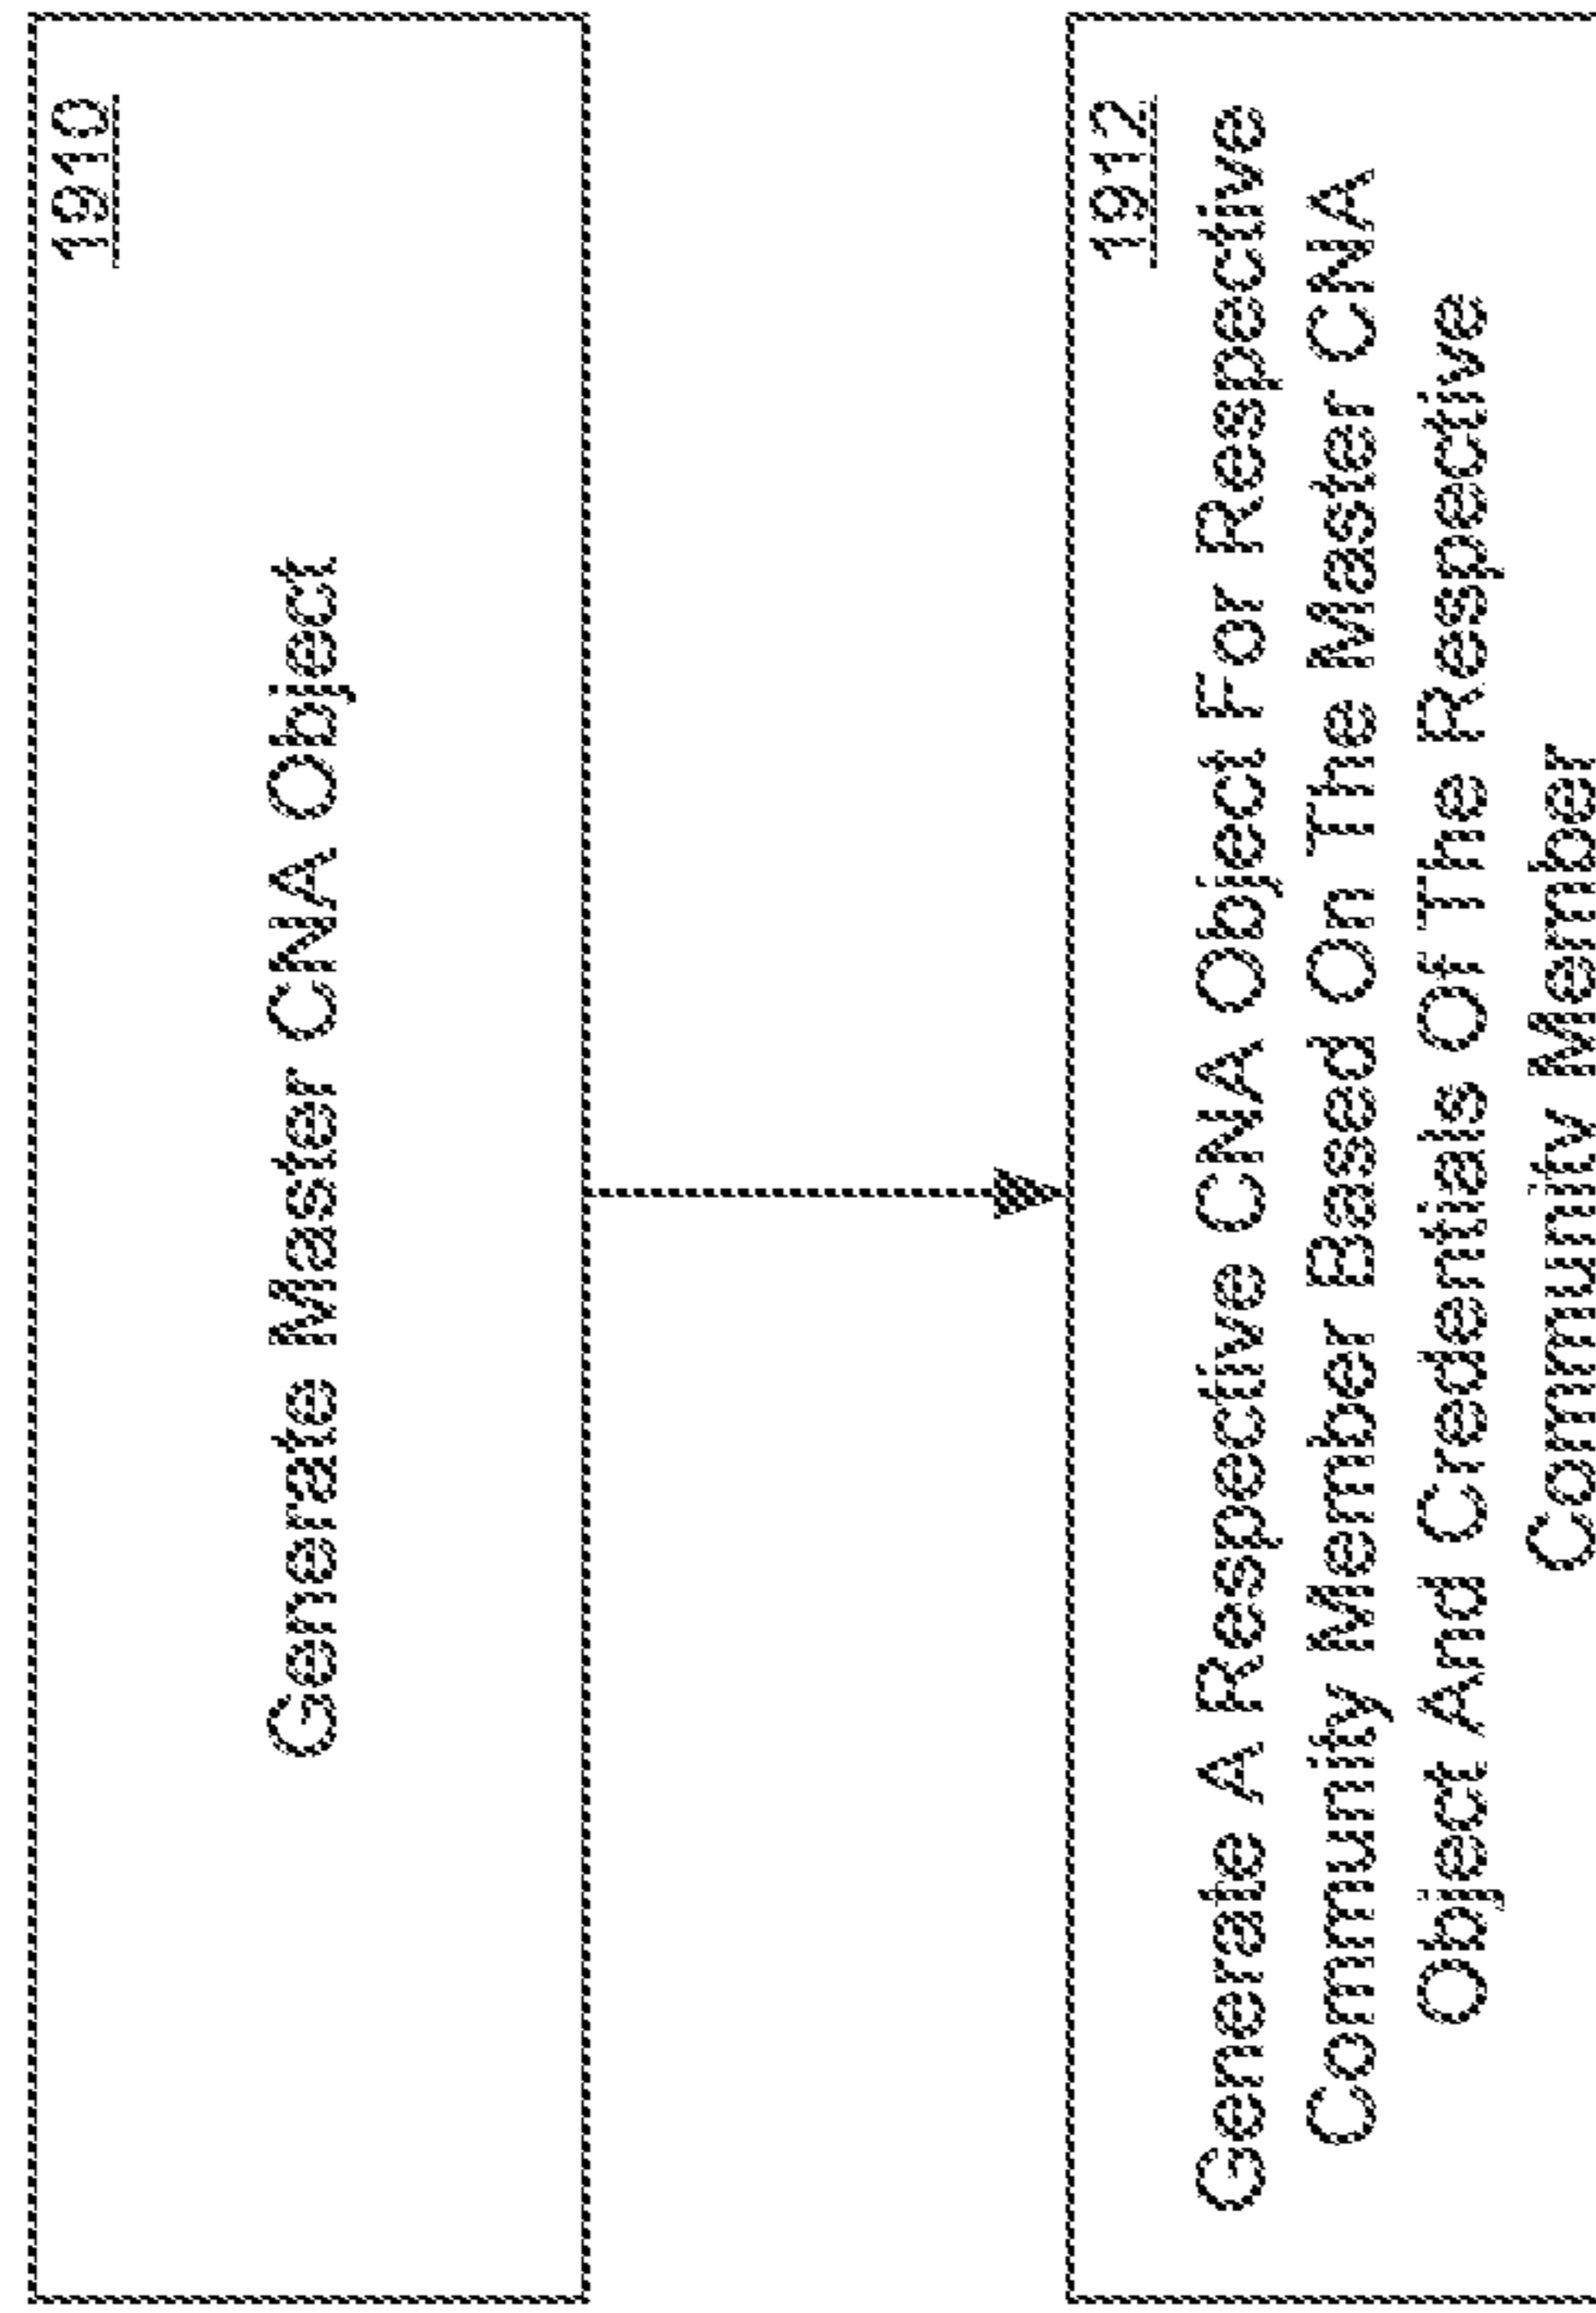 1910
Generate Master CNA Object
1912
Generate A Respective CNA Object For Respective
Community Member Based On The Master CNA
Object And Credentials Of The Respective
Community Member